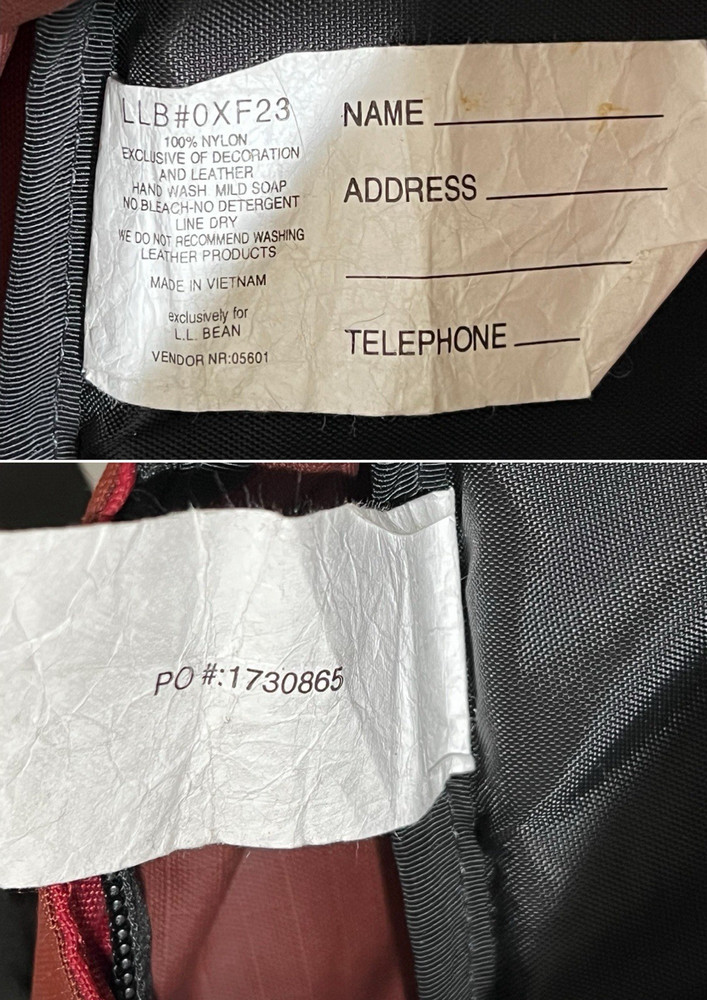 LLB#0XF23
100% NYLON
EXCLUSIVE OF DECORATION
AND LEATHER
HAND WASH MILD SOAP
NO BLEACH-NO DETERGENT
LINE DRY
WE DO NOT RECOMMEND WASHING
LEATHER PRODUCTS
MADE IN VIETNAM
exclusively for
L.L. BEAN
VENDOR NR:05601
NAME
ADDRESS
TELEPHONE
PO #:1730865